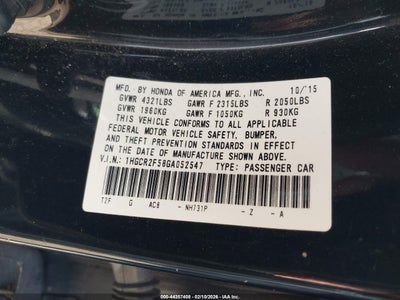 MFD. BY HONDA OF AMERICA MFG., INC. 10/15
GVWR 4321LBS GAWR F 2315LBS R 2050LBS
GVWR 1960KG GAWR F 1050KG R 930KG
THIS VEHICLE CONFORMS TO ALL APPLICABLE
FEDERAL MOTOR VEHICLE SAFETY, BUMPER,
AND THEFT PREVENTION STANDARDS IN EFFECT
ON THE DATE OF MANUFACTURE SHOWN ABOVE.
V.I.N.: 1HGCR2F58GA052547 TYPE: PASSENGER CAR
T2F G AC8 - NH731P - Z - A
000-44357408 - 02/10/2026 - IAA, Inc.